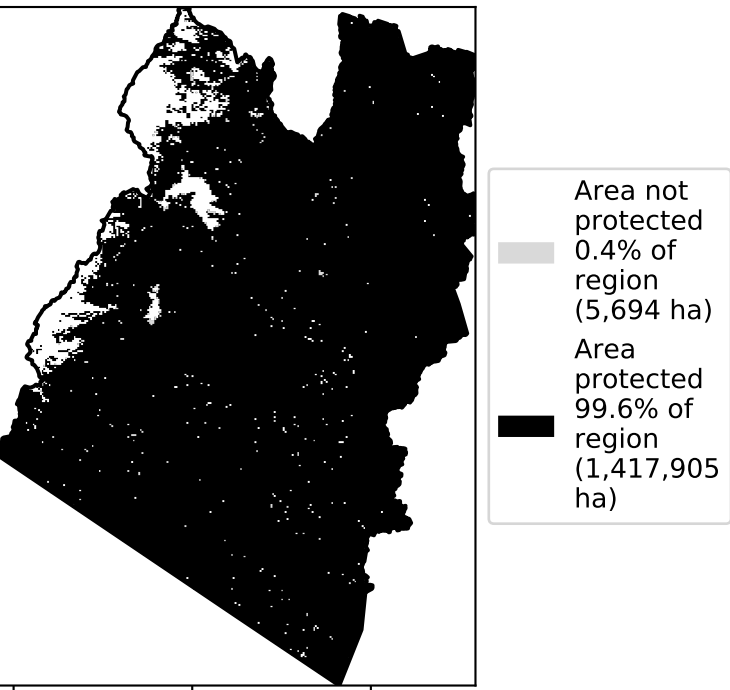 Area not
protected
0.4% of
region
(5,694 ha)
Area
protected
99.6% of
region
(1,417,905
ha)